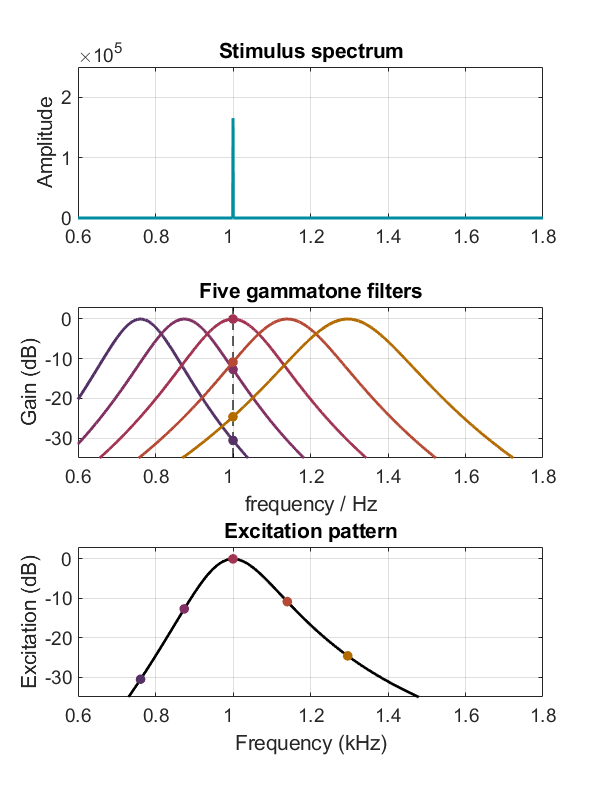 ×10^5
Stimulus spectrum
Amplitude
2
1
0
0.6 0.8 1 1.2 1.4 1.6 1.8
Five gammatone filters
Gain (dB)
0
-10
-20
-30
0.6 0.8 1 1.2 1.4 1.6 1.8
frequency / Hz
Excitation pattern
Excitation (dB)
0
-10
-20
-30
0.6 0.8 1 1.2 1.4 1.6 1.8
Frequency (kHz)